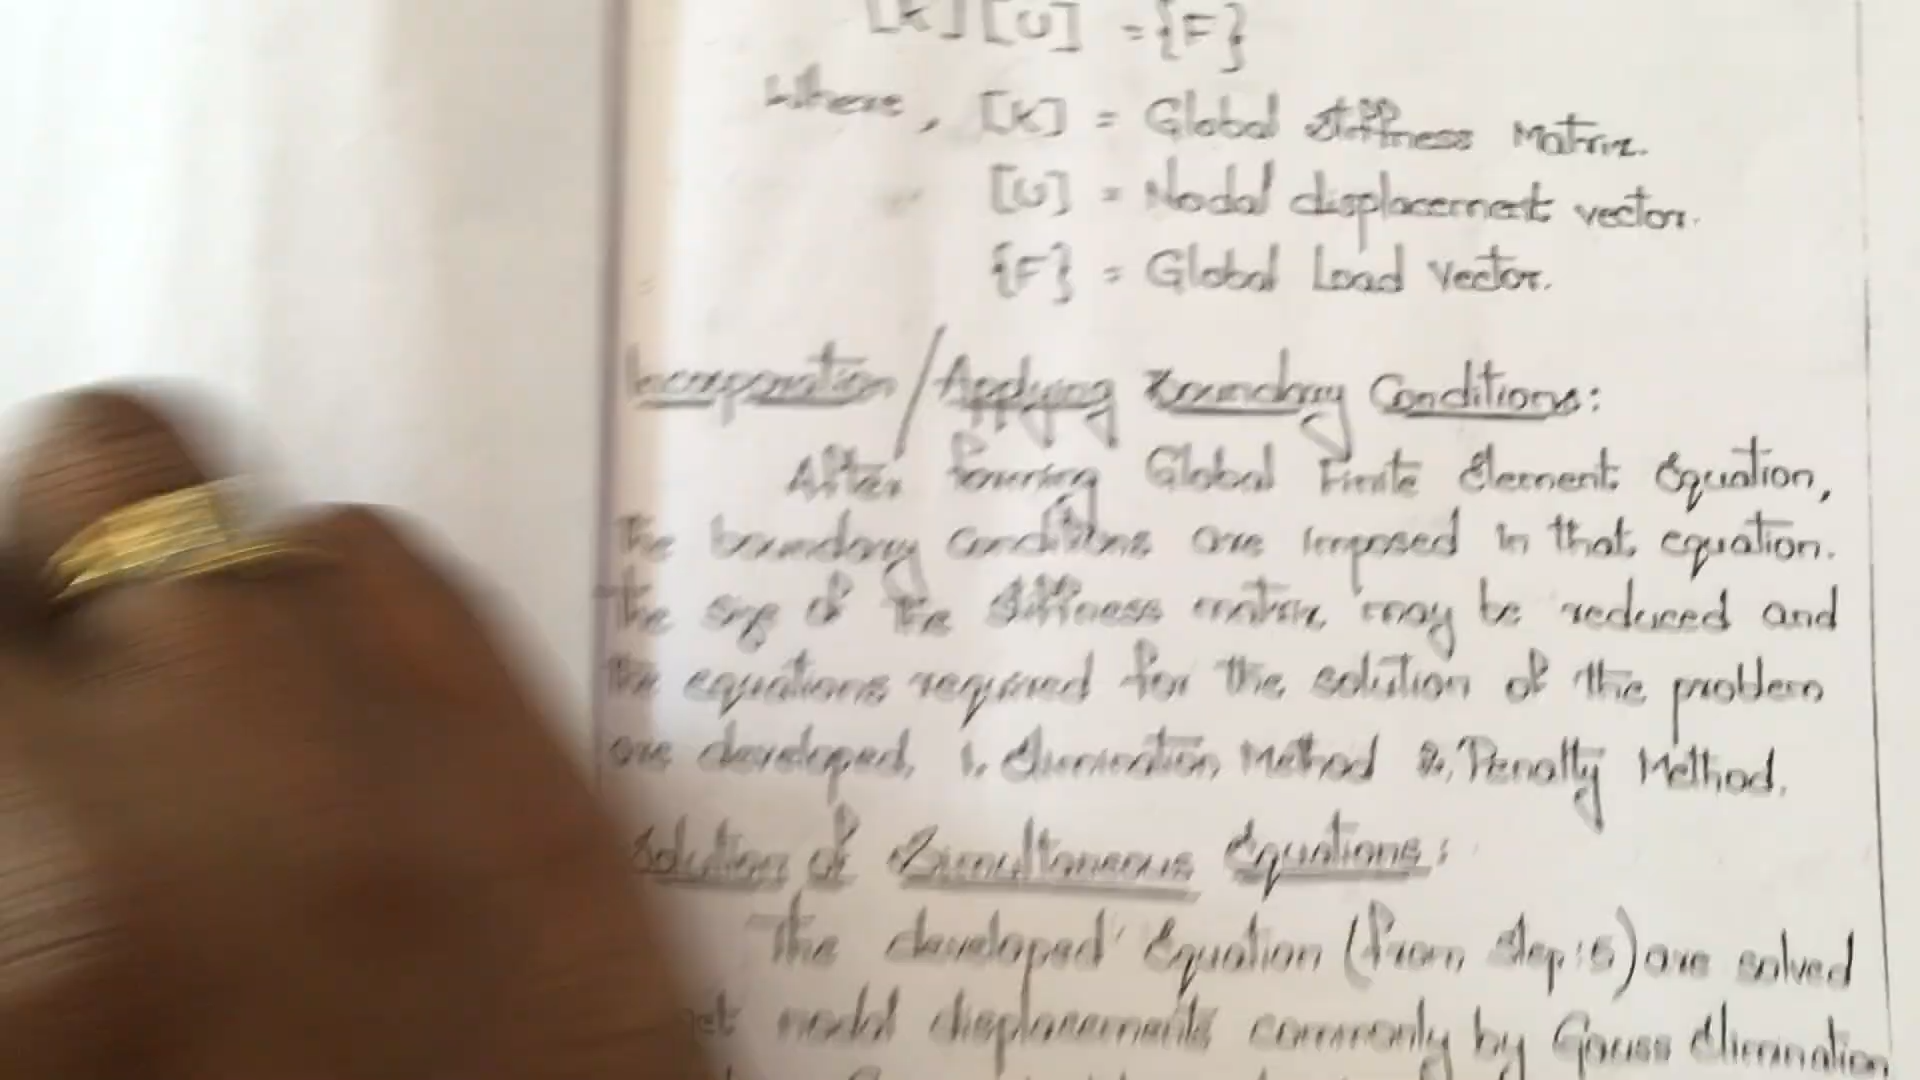 [K] [U] = {F}
Where, [K] = Global Stiffness Matrix.
[U] = Nodal displacement vector.
{F} = Global Load Vector.
Incorporation / Applying Boundary Conditions:
After forming Global Finite Element Equation,
The boundary conditions are imposed in that equation.
The size of the stiffness matrix may be reduced and
the equations required for the solution of the problem
are developed, 1, Elimination Method 2, Penalty Method.
Solution of Simultaneous Equations:
The developed Equation (from Step: 5) are solved
get nodal displacements commonly by Gauss Elimination